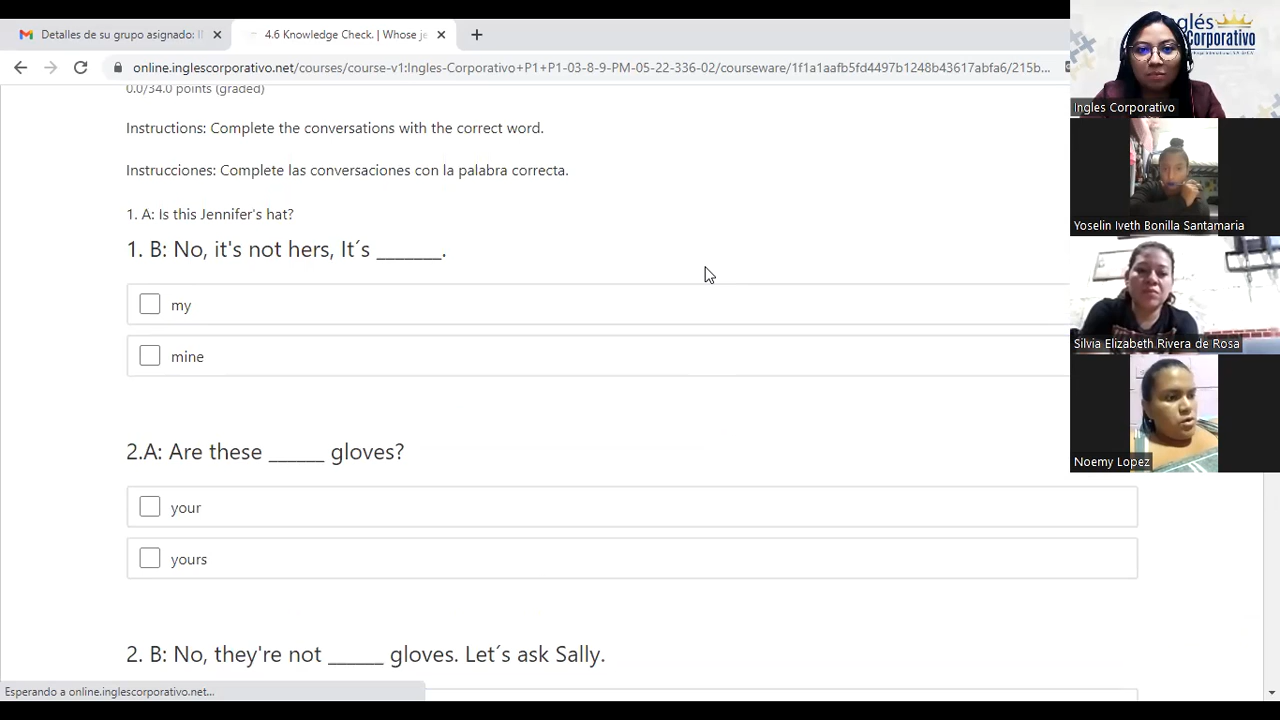 Detalles de su grupo asignado: I
4.6 Knowledge Check. | Whose je
online.inglescorporativo.net/courses/course-v1:Ingles-Corporativo+P1+P1-03-8-9-PM-05-22-336-02/courseware/1f1a1aafb5fd4497b1248b43617abfa6/215b...
0.0/34.0 points (graded)
Instructions: Complete the conversations with the correct word.
Instrucciones: Complete las conversaciones con la palabra correcta.
1. A: Is this Jennifer's hat?
1. B: No, it's not hers, It´s _______.
my
mine
2.A: Are these ______ gloves?
your
yours
2. B: No, they're not ______ gloves. Let´s ask Sally.
Esperando a online.inglescorporativo.net...
Inglés
Corporativo
Ingles Corporativo
Yoselin Iveth Bonilla Santamaria
Silvia Elizabeth Rivera de Rosa
Noemy Lopez